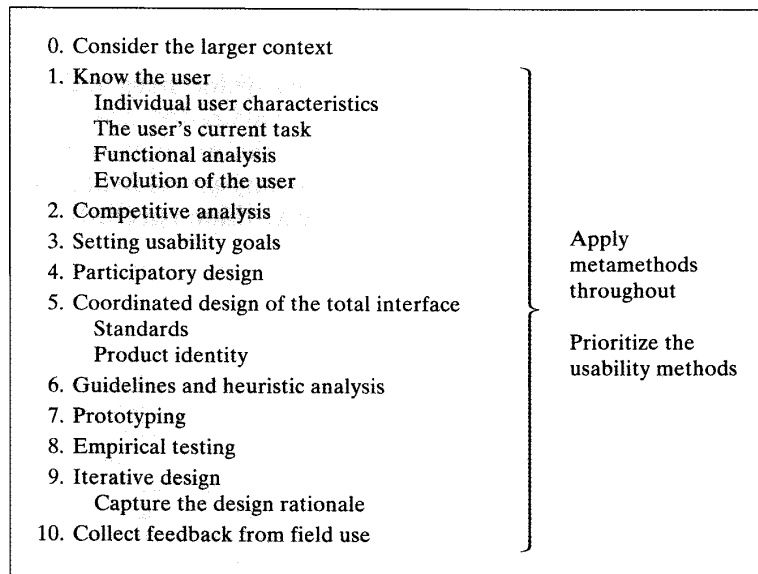 0. Consider the larger context
1. Know the user
Individual user characteristics
The user's current task
Functional analysis
Evolution of the user
2. Competitive analysis
3. Setting usability goals
4. Participatory design
5. Coordinated design of the total interface
Standards
Product identity
6. Guidelines and heuristic analysis
7. Prototyping
8. Empirical testing
9. Iterative design
Capture the design rationale
10. Collect feedback from field use
Apply
metamethods
throughout
Prioritize the
usability methods